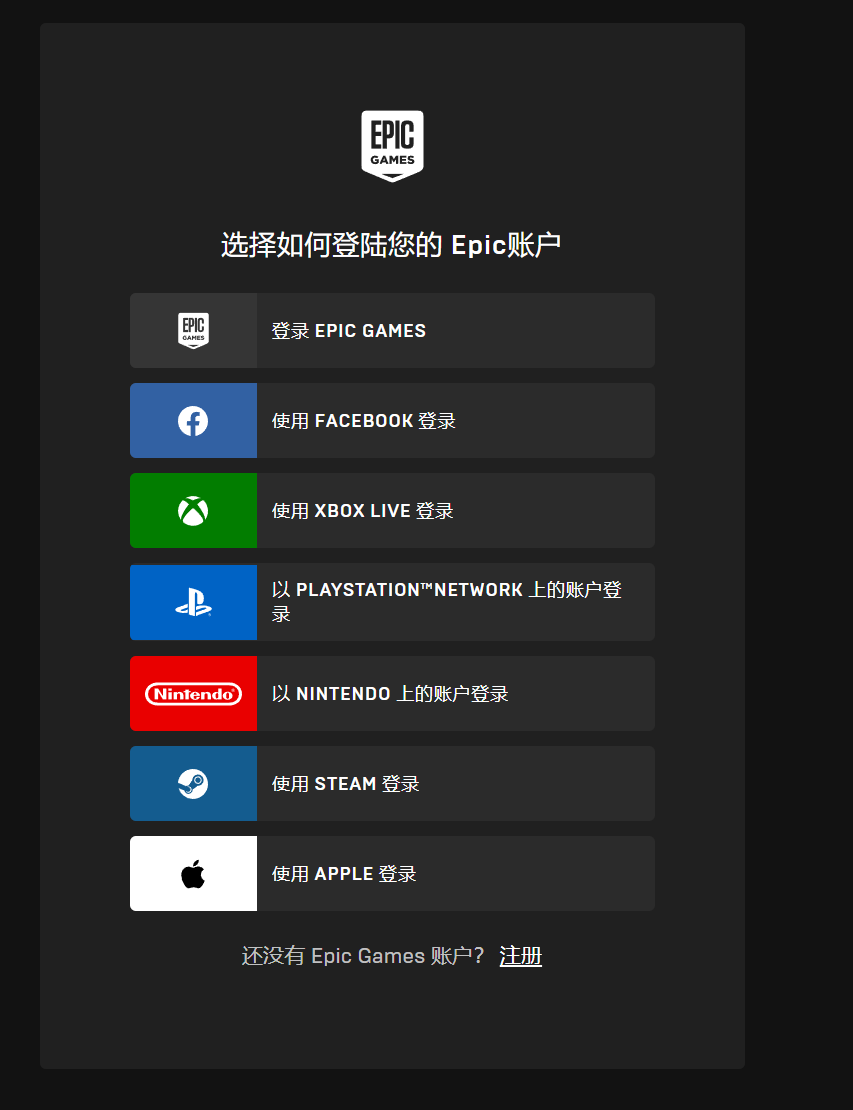 EPIC
GAMES
选择如何登陆您的 Epic账户
EPIC
GAMES
登录 EPIC GAMES
使用 FACEBOOK 登录
使用 XBOX LIVE 登录
以 PLAYSTATION™NETWORK 上的账户登
录
Nintendo®
以 NINTENDO 上的账户登录
使用 STEAM 登录
使用 APPLE 登录
还没有 Epic Games 账户? 注册